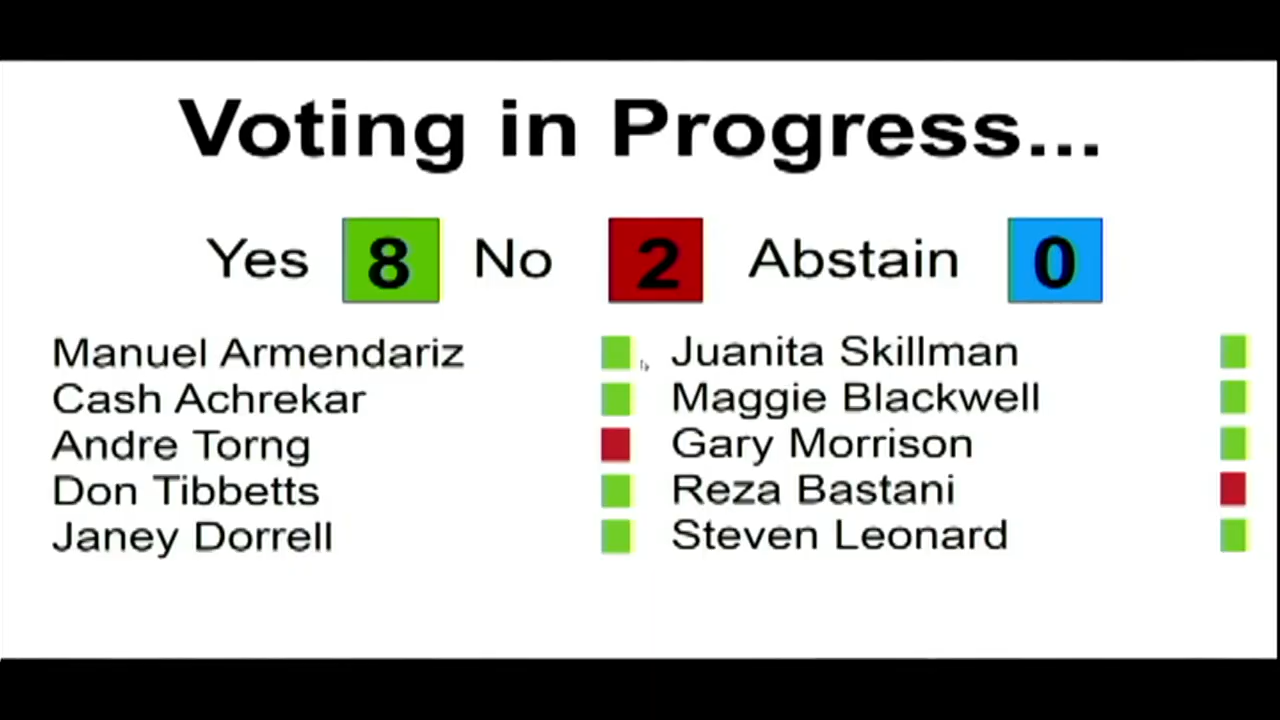 Voting in Progress...
Yes 8 No 2 Abstain 0
Manuel Armendariz Juanita Skillman
Cash Achrekar Maggie Blackwell
Andre Torng Gary Morrison
Don Tibbetts Reza Bastani
Janey Dorrell Steven Leonard